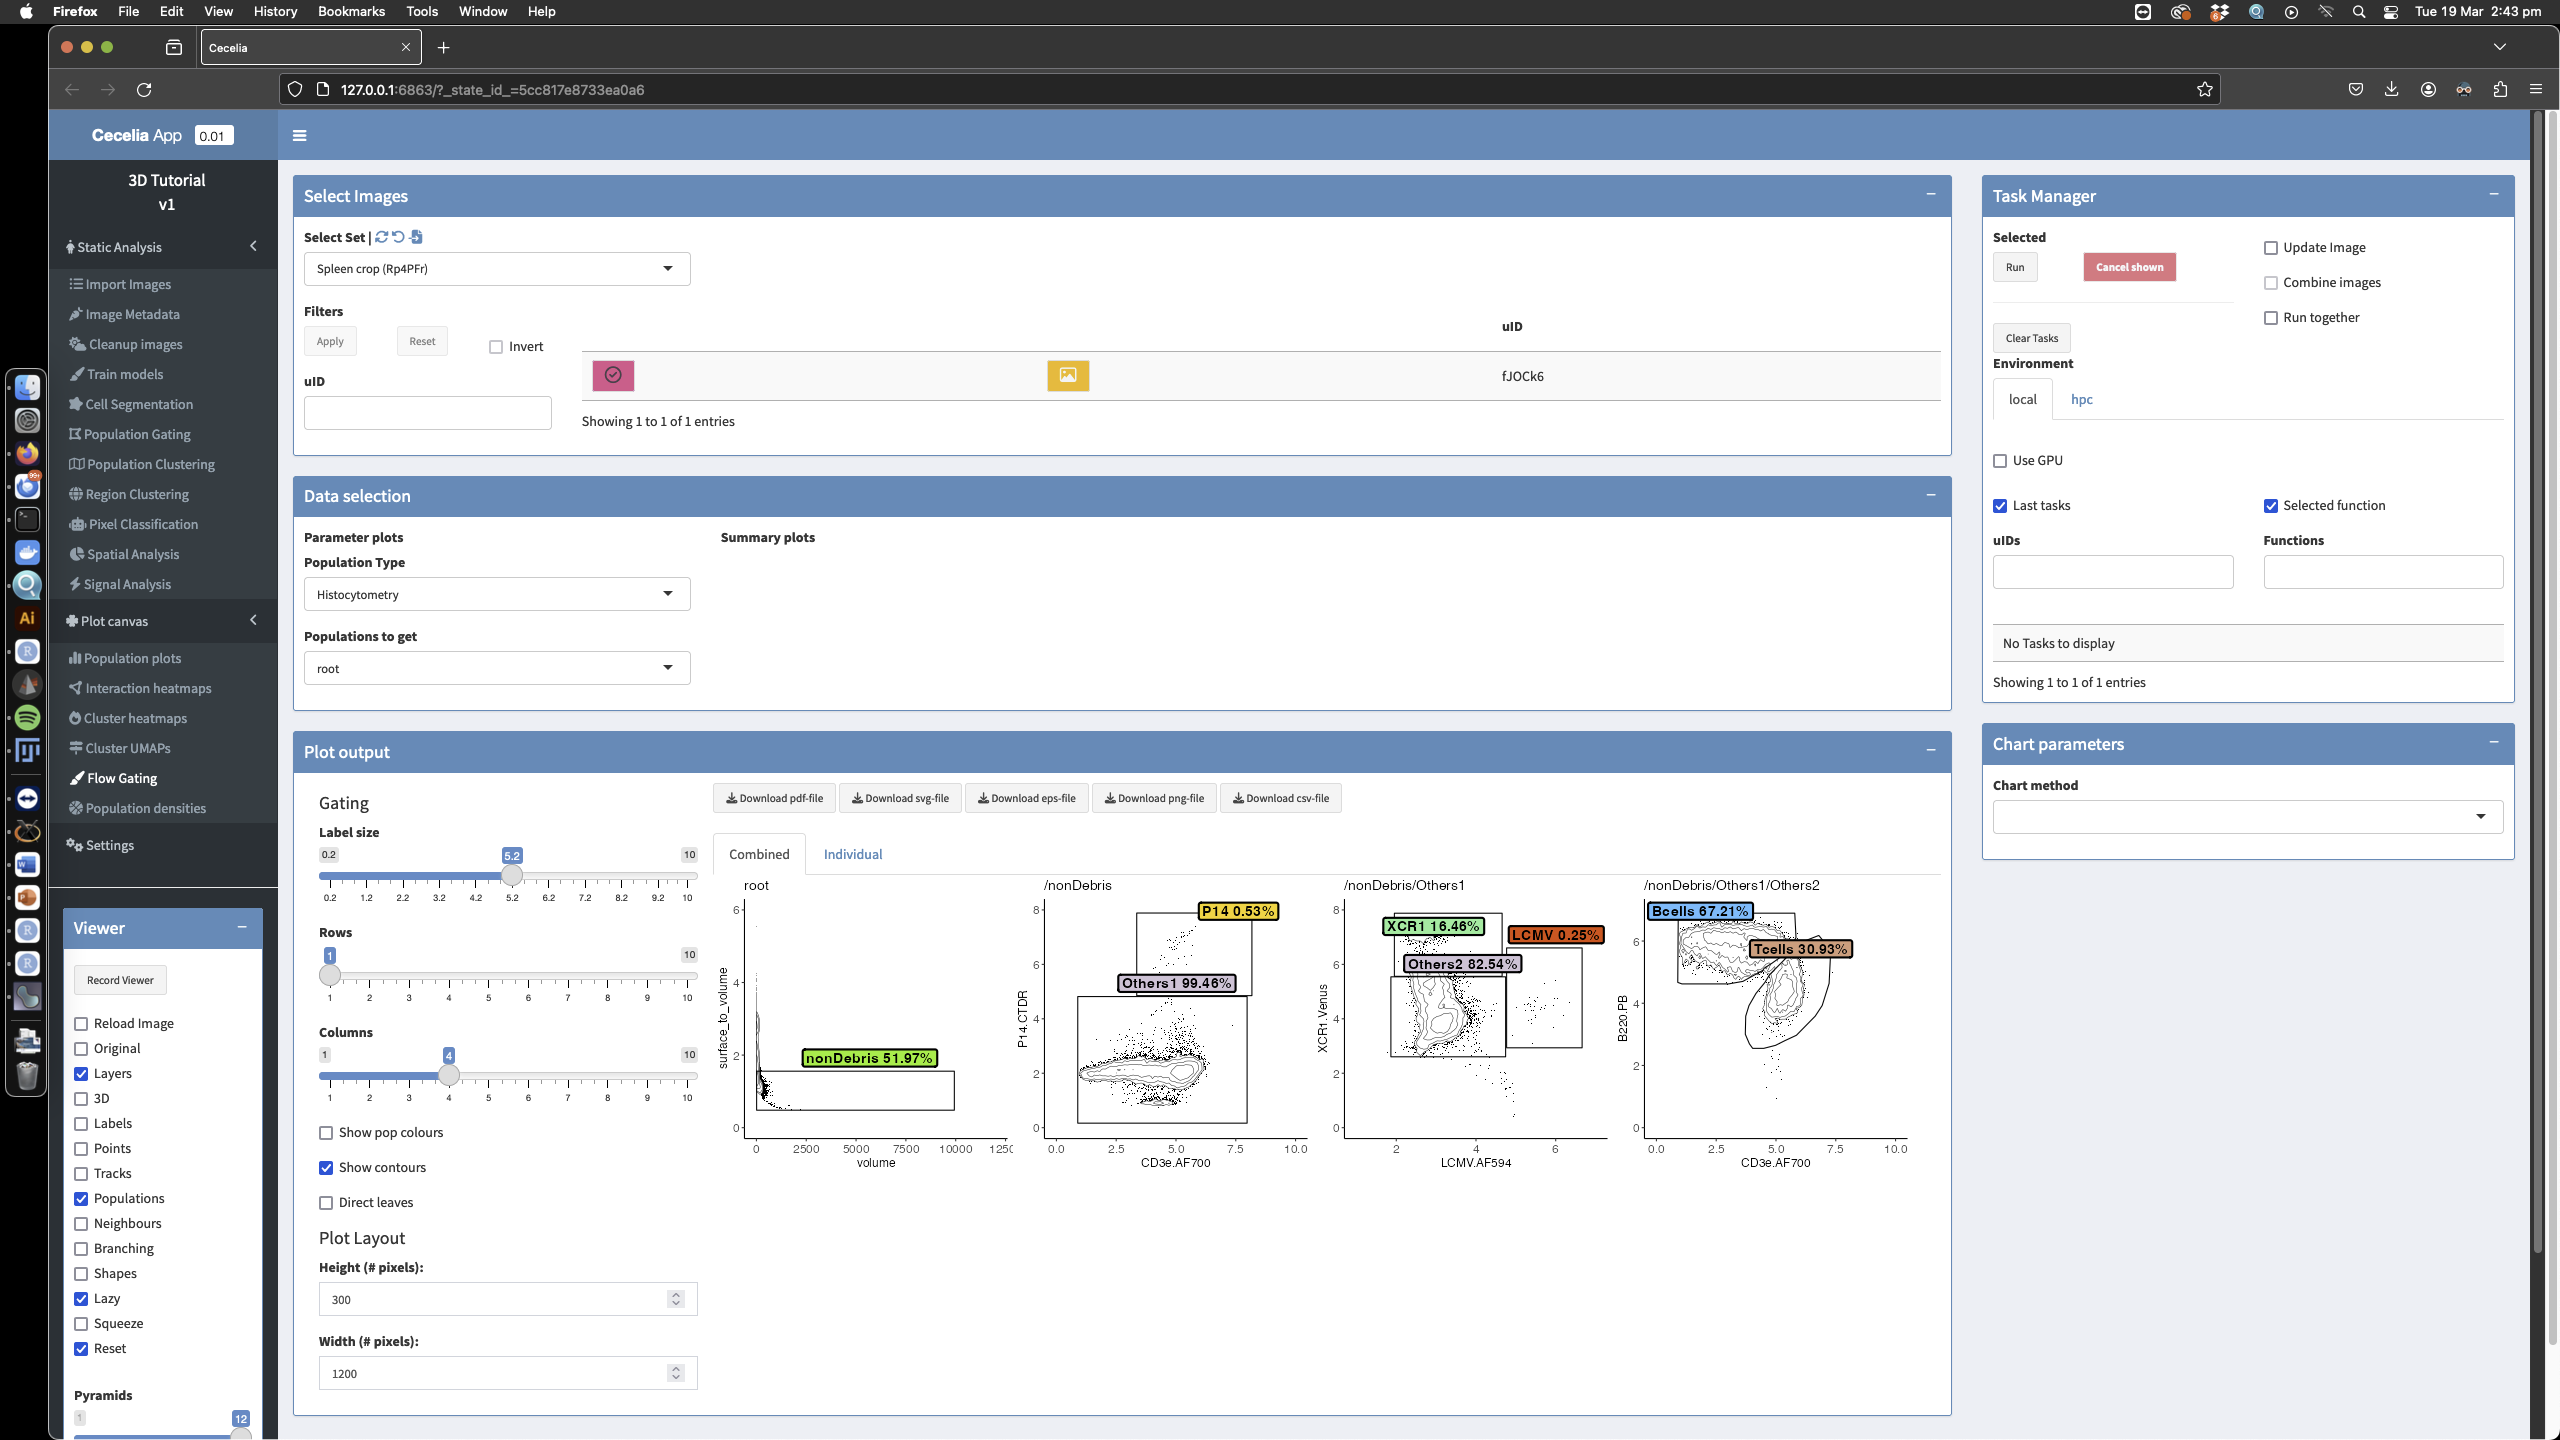 Firefox File Edit View History Bookmarks Tools Window Help
Tue 19 Mar 2:43 pm
Cecelia
127.0.0.1:6863/?_state_id_=5cc817e8733ea0a6
Cecelia App 0.01
3D Tutorial
v1
Static Analysis
Import Images
Image Metadata
Cleanup images
Train models
Cell Segmentation
Population Gating
Population Clustering
Region Clustering
Pixel Classification
Spatial Analysis
Signal Analysis
Plot canvas
Population plots
Interaction heatmaps
Cluster heatmaps
Cluster UMAPs
Flow Gating
Population densities
Settings
Viewer
Record Viewer
Reload Image
Original
Layers
3D
Labels
Points
Tracks
Populations
Neighbours
Branching
Shapes
Lazy
Squeeze
Reset
Pyramids
1 12
Select Images
Select Set |
Spleen crop (Rp4PFr)
Filters
Apply Reset Invert
uID
uID
fJOCk6
Showing 1 to 1 of 1 entries
Data selection
Parameter plots
Summary plots
Population Type
Histocytometry
Populations to get
root
Plot output
Gating
Label size
0.2 5.2 10
0.2 1.2 2.2 3.2 4.2 5.2 6.2 7.2 8.2 9.2 10
Rows
1 10
1 2 3 4 5 6 7 8 9 10
Columns
1 4 10
1 2 3 4 5 6 7 8 9 10
Show pop colours
Show contours
Direct leaves
Plot Layout
Height (# pixels):
300
Width (# pixels):
1200
Download pdf-file Download svg-file Download eps-file Download png-file Download csv-file
Combined Individual
root
6
4
2
0
surface_to_volume
nonDebris 51.97%
0 2500 5000 7500 10000
volume
/nonDebris
8
6
4
2
0
P14.CTDR
P14 0.53%
Others1 99.46%
0.0 2.5 5.0 7.5 10.0
CD3e.AF700
/nonDebris/Others1
8
6
4
2
0
XCR1.Venus
XCR1 16.46%
LCMV 0.25%
Others2 82.54%
2 4 6
LCMV.AF594
/nonDebris/Others1/Others2
6
4
2
0
B220.PB
Bcells 67.21%
Tcells 30.93%
0.0 2.5 5.0 7.5 10.0
CD3e.AF700
Task Manager
Selected
Run Cancel shown
Update Image
Combine images
Run together
Clear Tasks
Environment
local hpc
Use GPU
Last tasks Selected function
uIDs Functions
No Tasks to display
Showing 1 to 1 of 1 entries
Chart parameters
Chart method